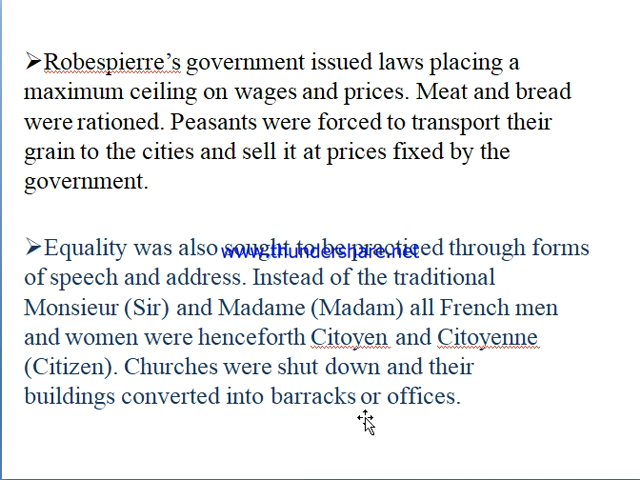 ➢Robespierre's government issued laws placing a
maximum ceiling on wages and prices. Meat and bread
were rationed. Peasants were forced to transport their
grain to the cities and sell it at prices fixed by the
government.
➢Equality was also sought to be practiced through forms
www.thundershare.net
of speech and address. Instead of the traditional
Monsieur (Sir) and Madame (Madam) all French men
and women were henceforth Citoyen and Citoyenne
(Citizen). Churches were shut down and their
buildings converted into barracks or offices.